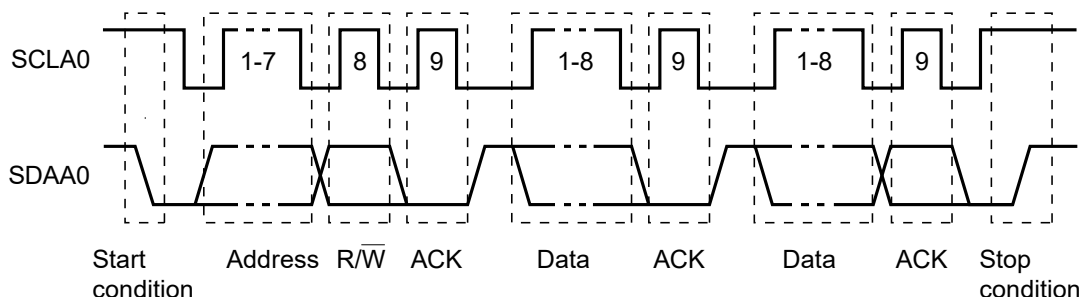 SCLA0
1-7
8
9
1-8
9
1-8
9
SDAA0
Start
condition
Address
R/W̅
ACK
Data
ACK
Data
ACK
Stop
condition